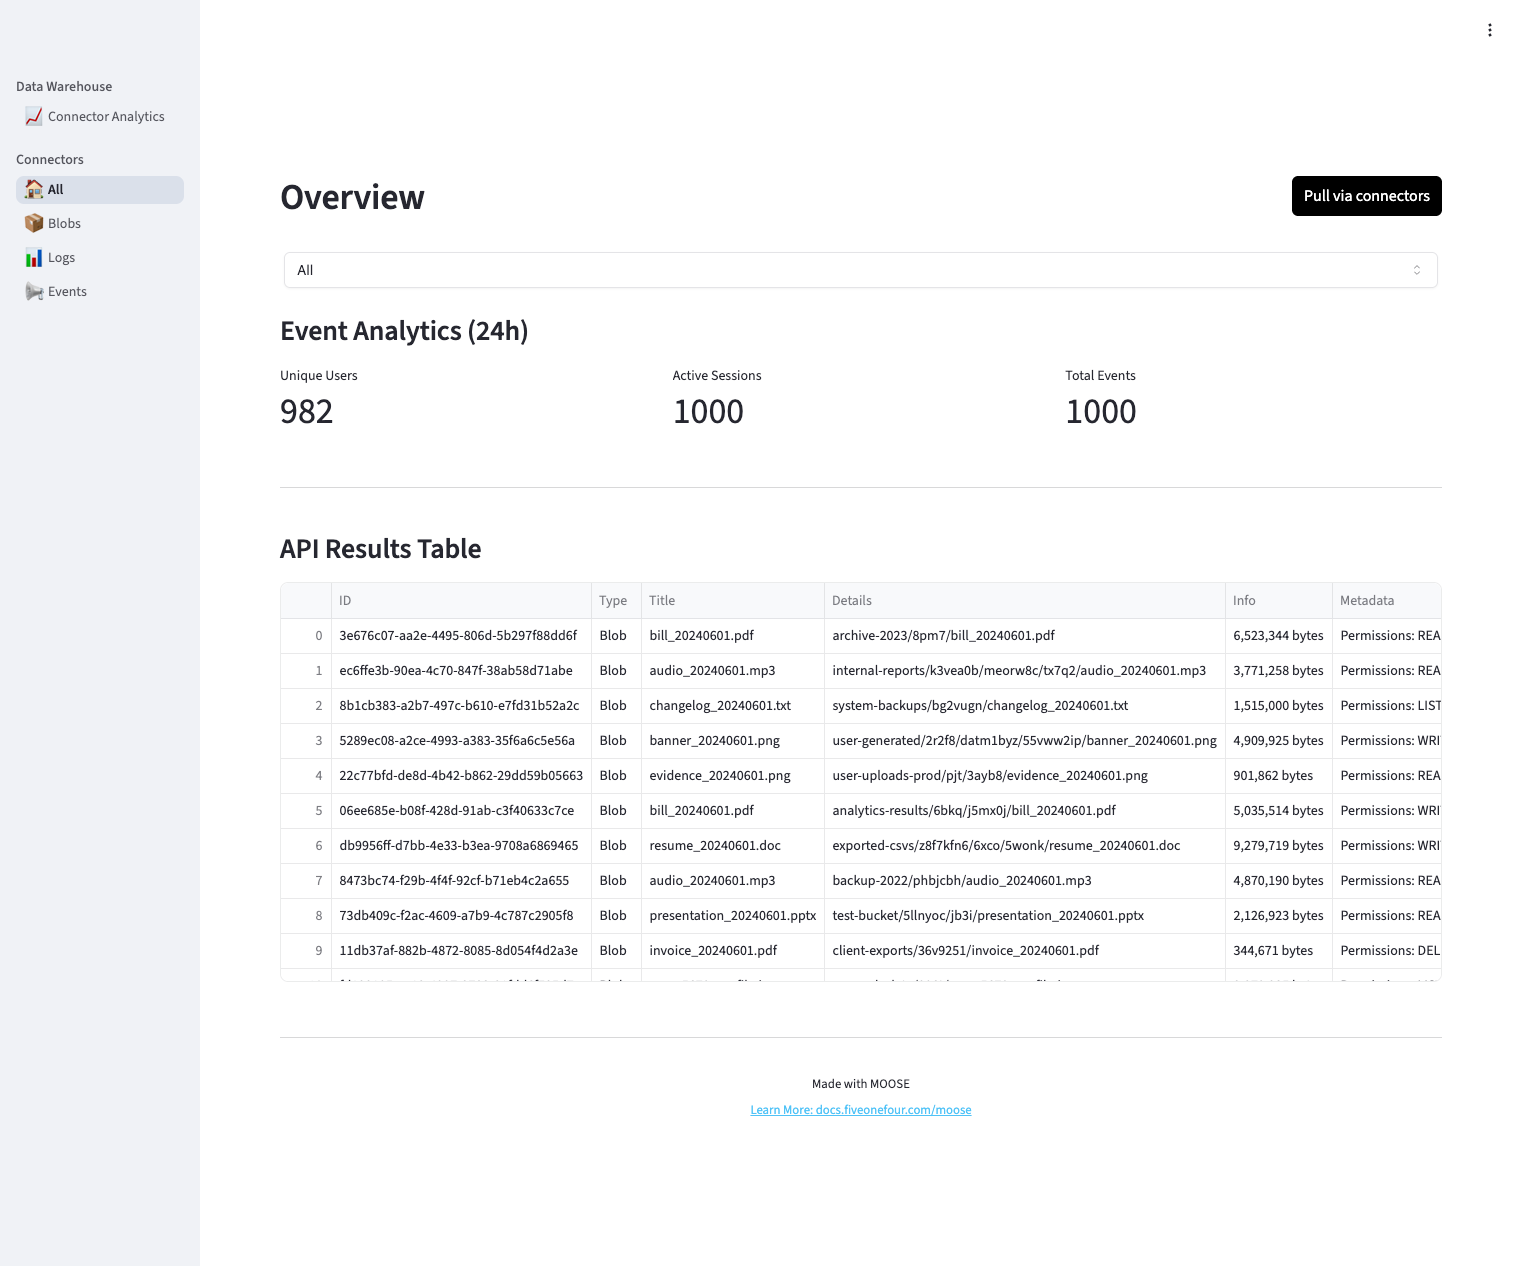 Data Warehouse
Connector Analytics
Connectors
All
Blobs
Logs
Events
Overview
Pull via connectors
All
Event Analytics (24h)
Unique Users Active Sessions Total Events
982 1000 1000
API Results Table
ID Type Title Details Info Metadata
0 3e676c07-aa2e-4495-806d-5b297f88dd6f Blob bill_20240601.pdf archive-2023/8pm7/bill_20240601.pdf 6,523,344 bytes Permissions: REA
1 ec6ffe3b-90ea-4c70-847f-38ab58d71abe Blob audio_20240601.mp3 internal-reports/k3vea0b/meorw8c/tx7q2/audio_20240601.mp3 3,771,258 bytes Permissions: REA
2 8b1cb383-a2b7-497c-b610-e7fd31b52a2c Blob changelog_20240601.txt system-backups/bg2vugn/changelog_20240601.txt 1,515,000 bytes Permissions: LIST
3 5289ec08-a2ce-4993-a383-35f6a6c5e56a Blob banner_20240601.png user-generated/2r2f8/datm1byz/55vww2ip/banner_20240601.png 4,909,925 bytes Permissions: WRI
4 22c77bfd-de8d-4b42-b862-29dd59b05663 Blob evidence_20240601.png user-uploads-prod/pjt/3ayb8/evidence_20240601.png 901,862 bytes Permissions: REA
5 06ee685e-b08f-428d-91ab-c3f40633c7ce Blob bill_20240601.pdf analytics-results/6bkq/j5mx0j/bill_20240601.pdf 5,035,514 bytes Permissions: WRI
6 db9956ff-d7bb-4e33-b3ea-9708a6869465 Blob resume_20240601.doc exported-csvs/z8f7kfn6/6xco/5wonk/resume_20240601.doc 9,279,719 bytes Permissions: WRI
7 8473bc74-f29b-4f4f-92cf-b71eb4c2a655 Blob audio_20240601.mp3 backup-2022/phbjcbh/audio_20240601.mp3 4,870,190 bytes Permissions: REA
8 73db409c-f2ac-4609-a7b9-4c787c2905f8 Blob presentation_20240601.pptx test-bucket/5llnyoc/jb3i/presentation_20240601.pptx 2,126,923 bytes Permissions: REA
9 11db37af-882b-4872-8085-8d054f4d2a3e Blob invoice_20240601.pdf client-exports/36v9251/invoice_20240601.pdf 344,671 bytes Permissions: DEL
Made with MOOSE
Learn More: docs.fiveonefour.com/moose